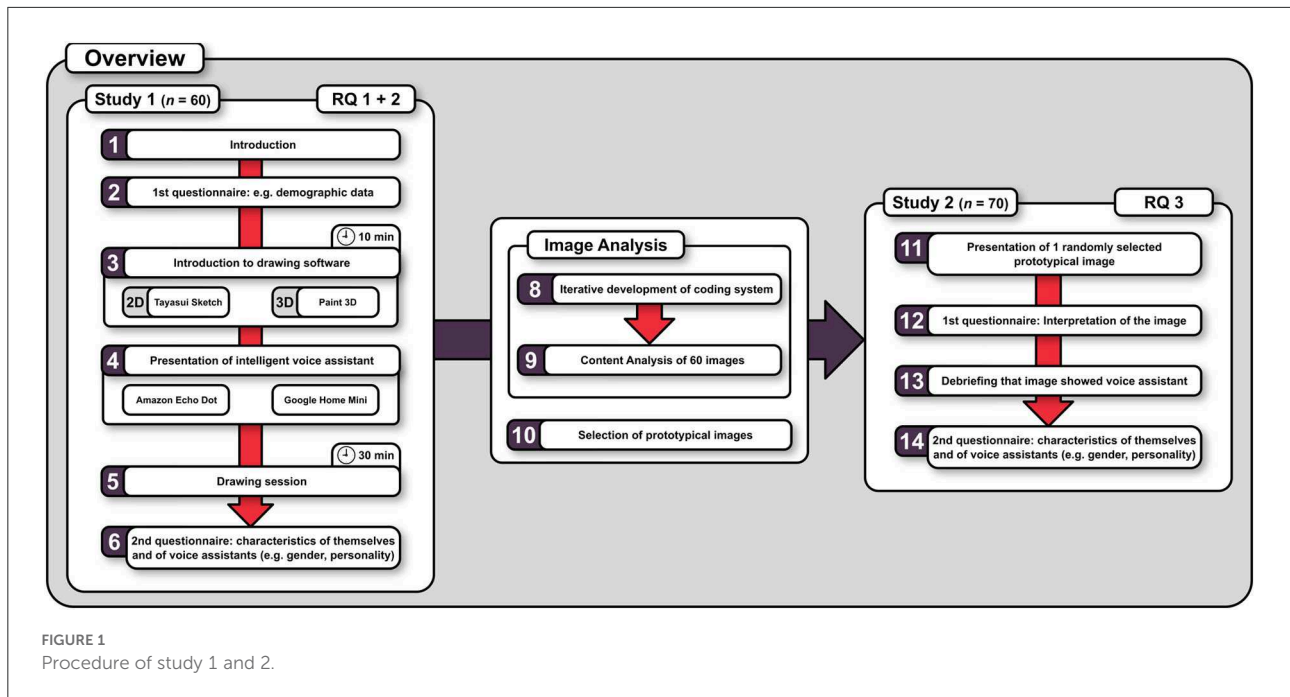 Overview
Study 1 (n = 60)
RQ 1 + 2
1
Introduction
2
1st questionnaire: e.g. demographic data
10 min
3
Introduction to drawing software
2D
Tayasui Sketch
3D
Paint 3D
4
Presentation of intelligent voice assistant
Amazon Echo Dot
Google Home Mini
30 min
5
Drawing session
6
2nd questionnaire: characteristics of themselves
and of voice assistants (e.g. gender, personality)
Image Analysis
8
Iterative development of coding system
9
Content Analysis of 60 images
10
Selection of prototypical images
Study 2 (n = 70)
RQ 3
11
Presentation of 1 randomly selected
prototypical image
12
1st questionnaire: Interpretation of the image
13
Debriefing that image showed voice assistant
14
2nd questionnaire: characteristics of themselves
and of voice assistants (e.g. gender, personality)
FIGURE 1
Procedure of study 1 and 2.